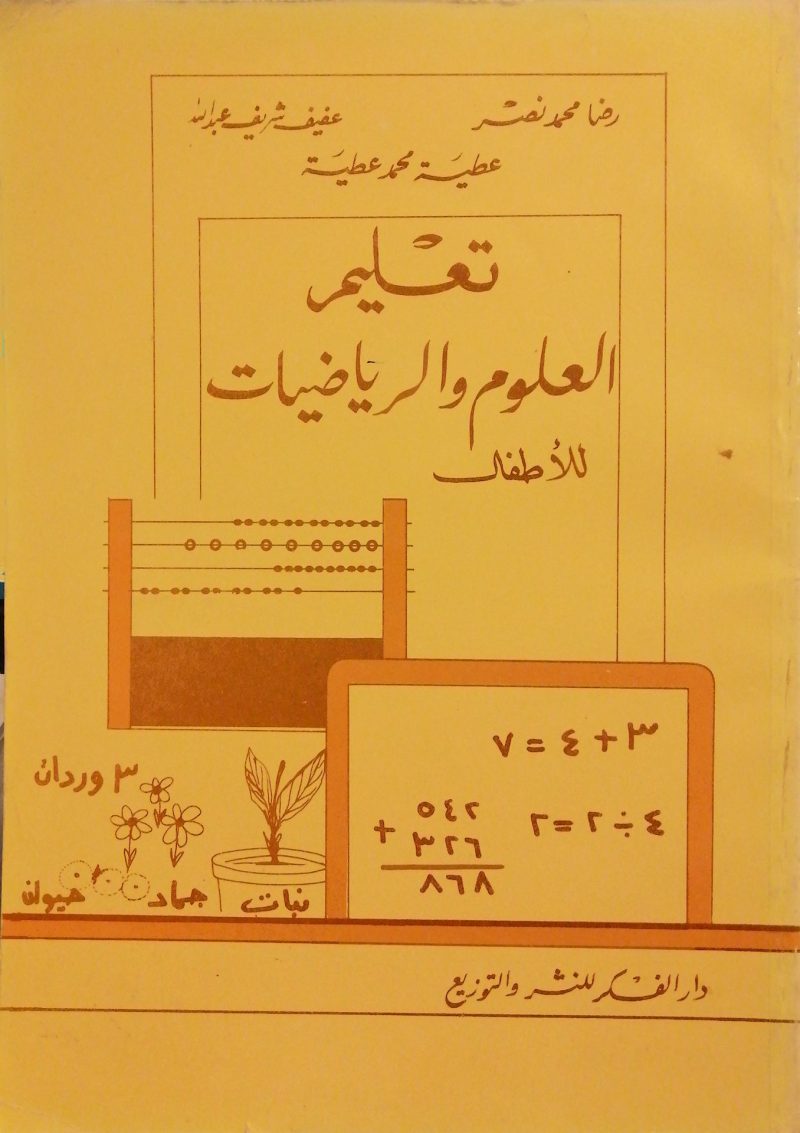 رضا محمد نصر
عفيف شريف عبدالله
عطية محمد عطية
تعليم
العلوم والرياضيات
للأطفال
٣ + ٤ = ٧
٤ ÷ ٢ = ٢
٥٤٢
+
٣٢٦
٨٦٨
٣ وردات
نبات
جماد
حيوان
دار الفكر للنشر والتوزيع